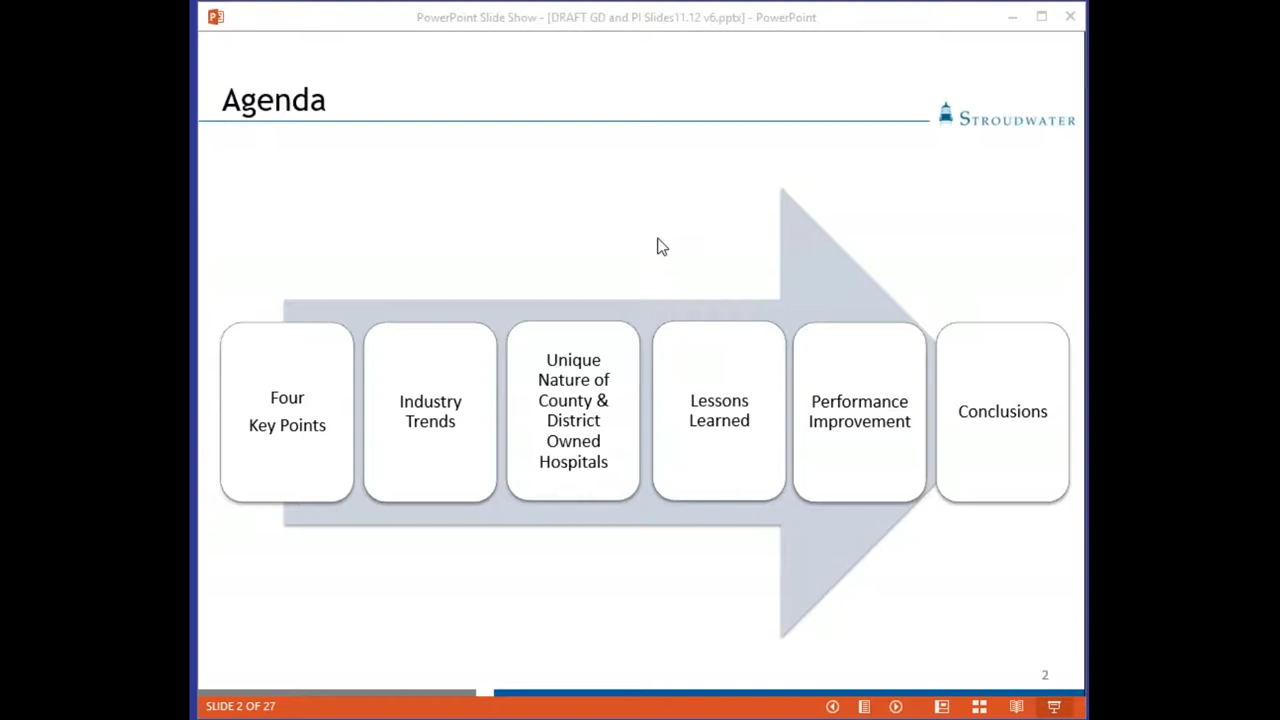 PowerPoint Slide Show - [DRAFT GD and PI Slides11.12 v6.pptx] - PowerPoint
Agenda
STROUDWATER
Four
Key Points
Industry
Trends
Unique
Nature of
County &
District
Owned
Hospitals
Lessons
Learned
Performance
Improvement
Conclusions
2
SLIDE 2 OF 27